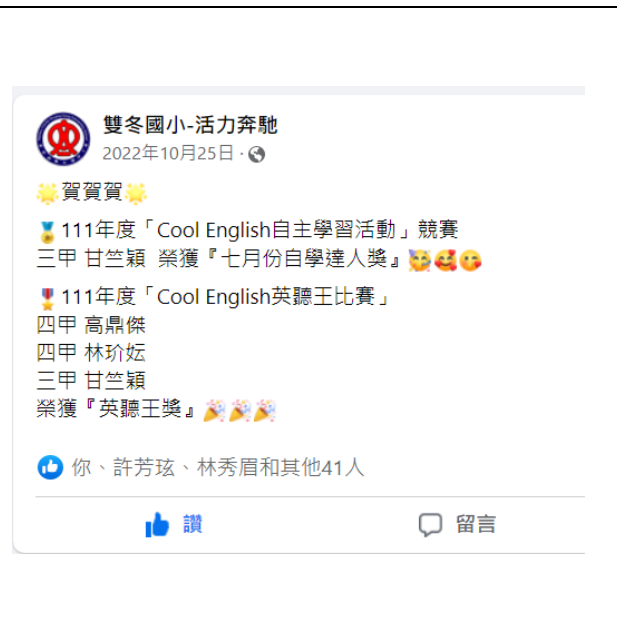 雙冬國小-活力奔馳
2022年10月25日 ·
🌟賀賀賀🌟
🏅111年度「Cool English自主學習活動」競賽
三甲 甘竺穎 榮獲『七月份自學達人獎』🥳🥰😋
🎖111年度「Cool English英聽王比賽」
四甲 高鼎傑
四甲 林玠妘
三甲 甘竺穎
榮獲『英聽王獎』🎉🎉🎉
你、許芳玹、林秀眉和其他41人
讚 留言